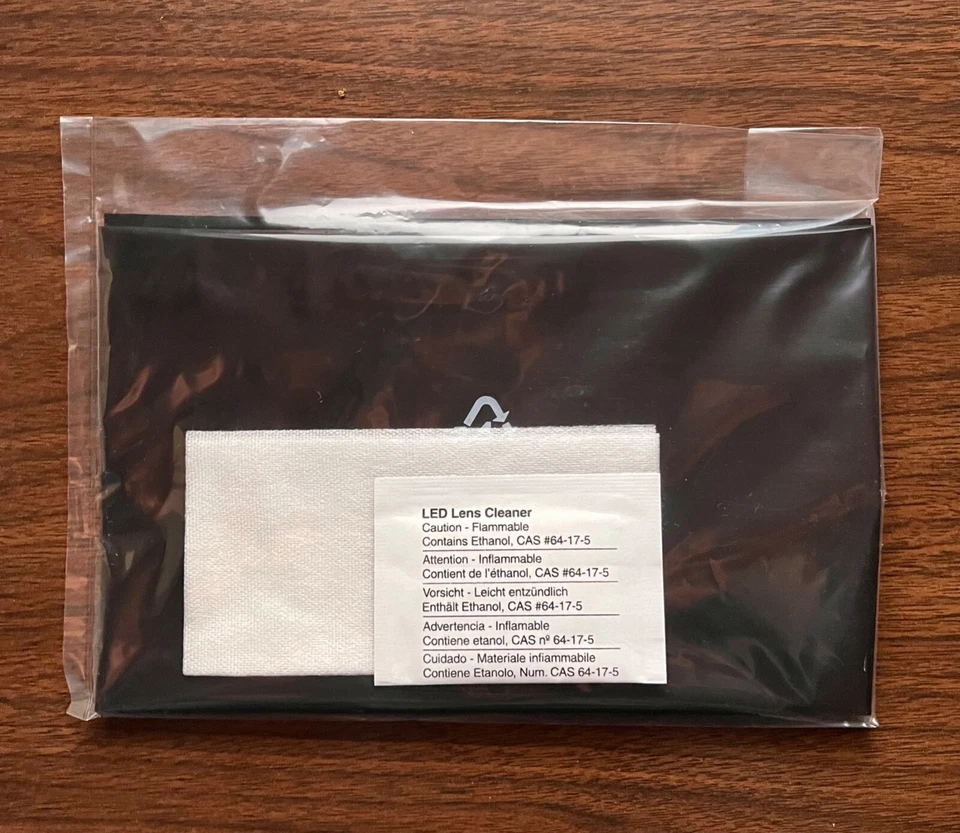 LED Lens Cleaner
Caution - Flammable
Contains Ethanol, CAS #64-17-5
Attention - Inflammable
Contient de l'éthanol, CAS #64-17-5
Vorsicht - Leicht entzündlich
Enthält Ethanol, CAS #64-17-5
Advertencia - Inflamable
Contiene etanol, CAS nº 64-17-5
Cuidado - Materiale infiammabile
Contiene Etanolo, Num. CAS 64-17-5